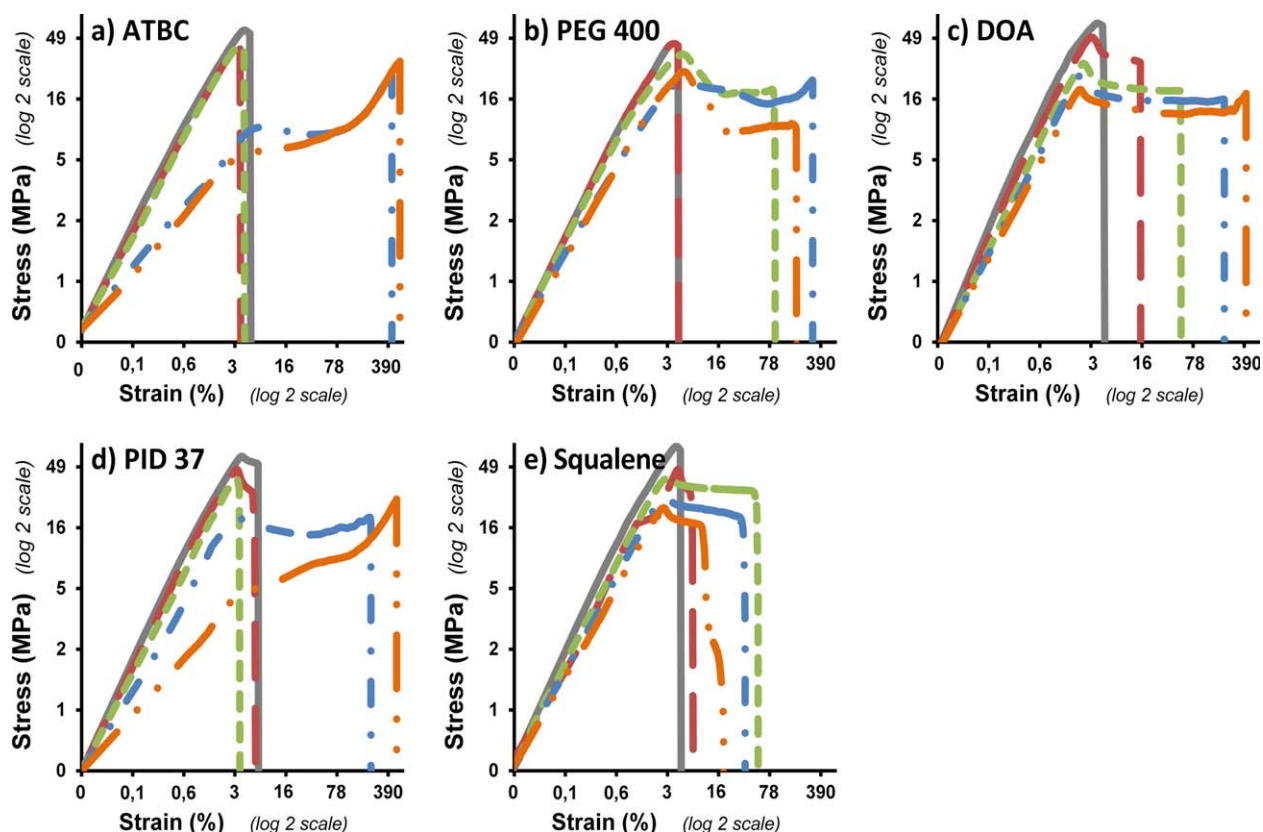 a) ATBC
Stress (MPa) (log 2 scale)
49
16
5
2
1
0
0 0,1 0,6 3 16 78 390
Strain (%) (log 2 scale)
b) PEG 400
Stress (MPa) (log 2 scale)
49
16
5
2
1
0
0 0,1 0,6 3 16 78 390
Strain (%) (log 2 scale)
c) DOA
Stress (MPa) (log 2 scale)
49
16
5
2
1
0
0 0,1 0,6 3 16 78 390
Strain (%) (log 2 scale)
d) PID 37
Stress (MPa) (log 2 scale)
49
16
5
2
1
0
0 0,1 0,6 3 16 78 390
Strain (%) (log 2 scale)
e) Squalene
Stress (MPa) (log 2 scale)
49
16
5
2
1
0
0 0,1 0,6 3 16 78 390
Strain (%) (log 2 scale)